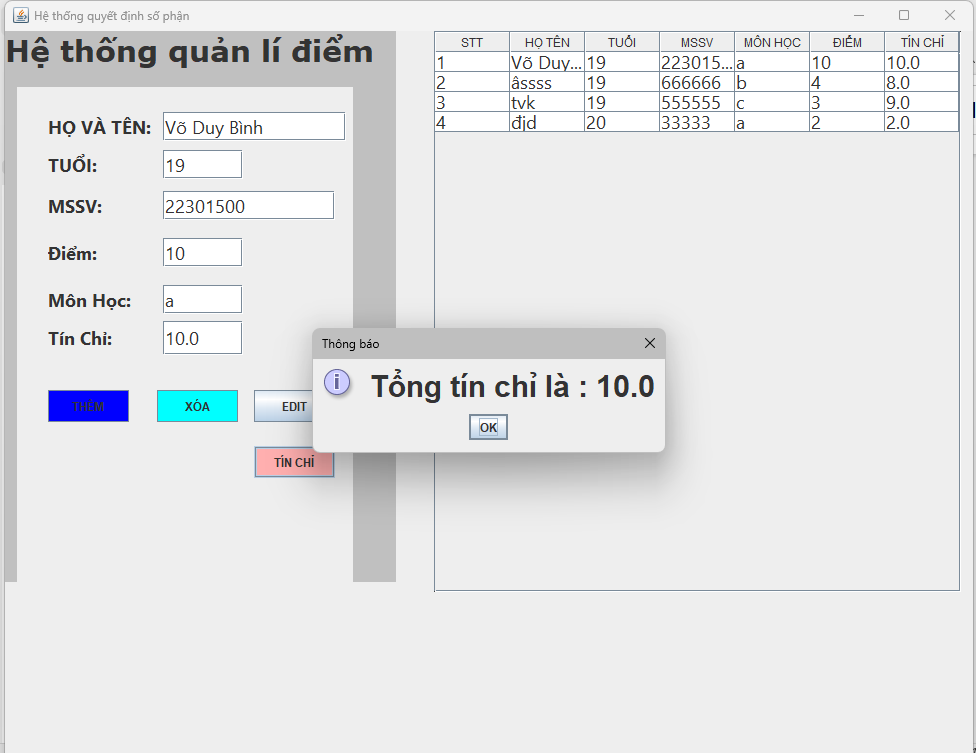 Hệ thống quyết định số phận
Hệ thống quản lí điểm
HỌ VÀ TÊN: Võ Duy Bình
TUỔI: 19
MSSV: 22301500
Điểm: 10
Môn Học: a
Tín Chỉ: 10.0
THÊM XÓA EDIT
TÍN CHỈ
STT HỌ TÊN TUỔI MSSV MÔN HỌC ĐIỂM TÍN CHỈ
1 Võ Duy... 19 223015... a 10 10.0
2 âssss 19 666666 b 4 8.0
3 tvk 19 555555 c 3 9.0
4 địd 20 33333 a 2 2.0
Thông báo
i
Tổng tín chỉ là : 10.0
OK